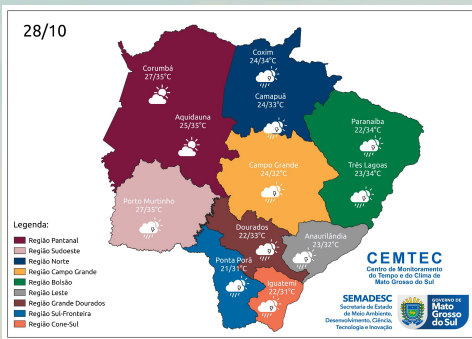 28/10
Coxim
24/34°C
Corumbá
27/35°C
Camapuã
24/33°C
Aquidauna
25/35°C
Paranaíba
22/34°C
Três Lagoas
23/34°C
Campo Grande
24/32°C
Porto Murtinho
27/35°C
Dourados
22/33°C
Anaurilândia
23/32°C
Ponta Porã
21/31°C
Iguatemi
22/31°C
Legenda:
Região Pantanal
Região Sudoeste
Região Norte
Região Campo Grande
Região Bolsão
Região Leste
Região Grande Dourados
Região Sul-Fronteira
Região Cone-Sul
CEMTEC
Centro de Monitoramento
do Tempo e do Clima de
Mato Grosso do Sul
SEMADESC
Secretaria de Estado
de Meio Ambiente,
Desenvolvimento, Ciência,
Tecnologia e Inovação
GOVERNO DE
Mato
Grosso
do Sul